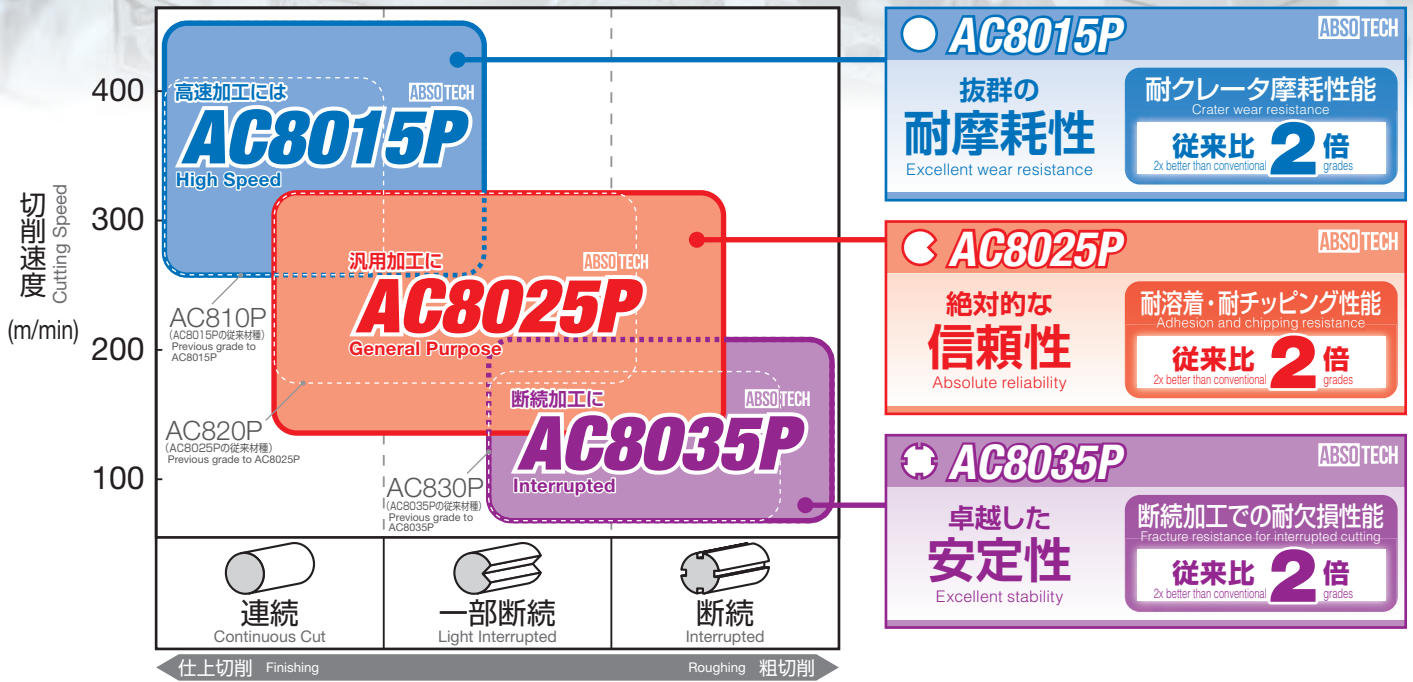 切削速度
Cutting Speed
(m/min)
400
300
200
100
高速加工には
ABSOTECH
AC8015P
High Speed
汎用加工に
ABSOTECH
AC8025P
General Purpose
断続加工に
ABSOTECH
AC8035P
Interrupted
AC810P
(AC8015Pの従来材種)
Previous grade to
AC8015P
AC820P
(AC8025Pの従来材種)
Previous grade to AC8025P
AC830P
(AC8035Pの従来材種)
Previous grade to
AC8035P
連続
Continuous Cut
一部断続
Light Interrupted
断続
Interrupted
仕上切削 Finishing
Roughing 粗切削
AC8015P
ABSOTECH
抜群の
耐摩耗性
Excellent wear resistance
耐クレータ摩耗性能
Crater wear resistance
従来比2倍
2x better than conventional grades
AC8025P
ABSOTECH
絶対的な
信頼性
Absolute reliability
耐溶着・耐チッピング性能
Adhesion and chipping resistance
従来比2倍
2x better than conventional grades
AC8035P
ABSOTECH
卓越した
安定性
Excellent stability
断続加工での耐欠損性能
Fracture resistance for interrupted cutting
従来比2倍
2x better than conventional grades